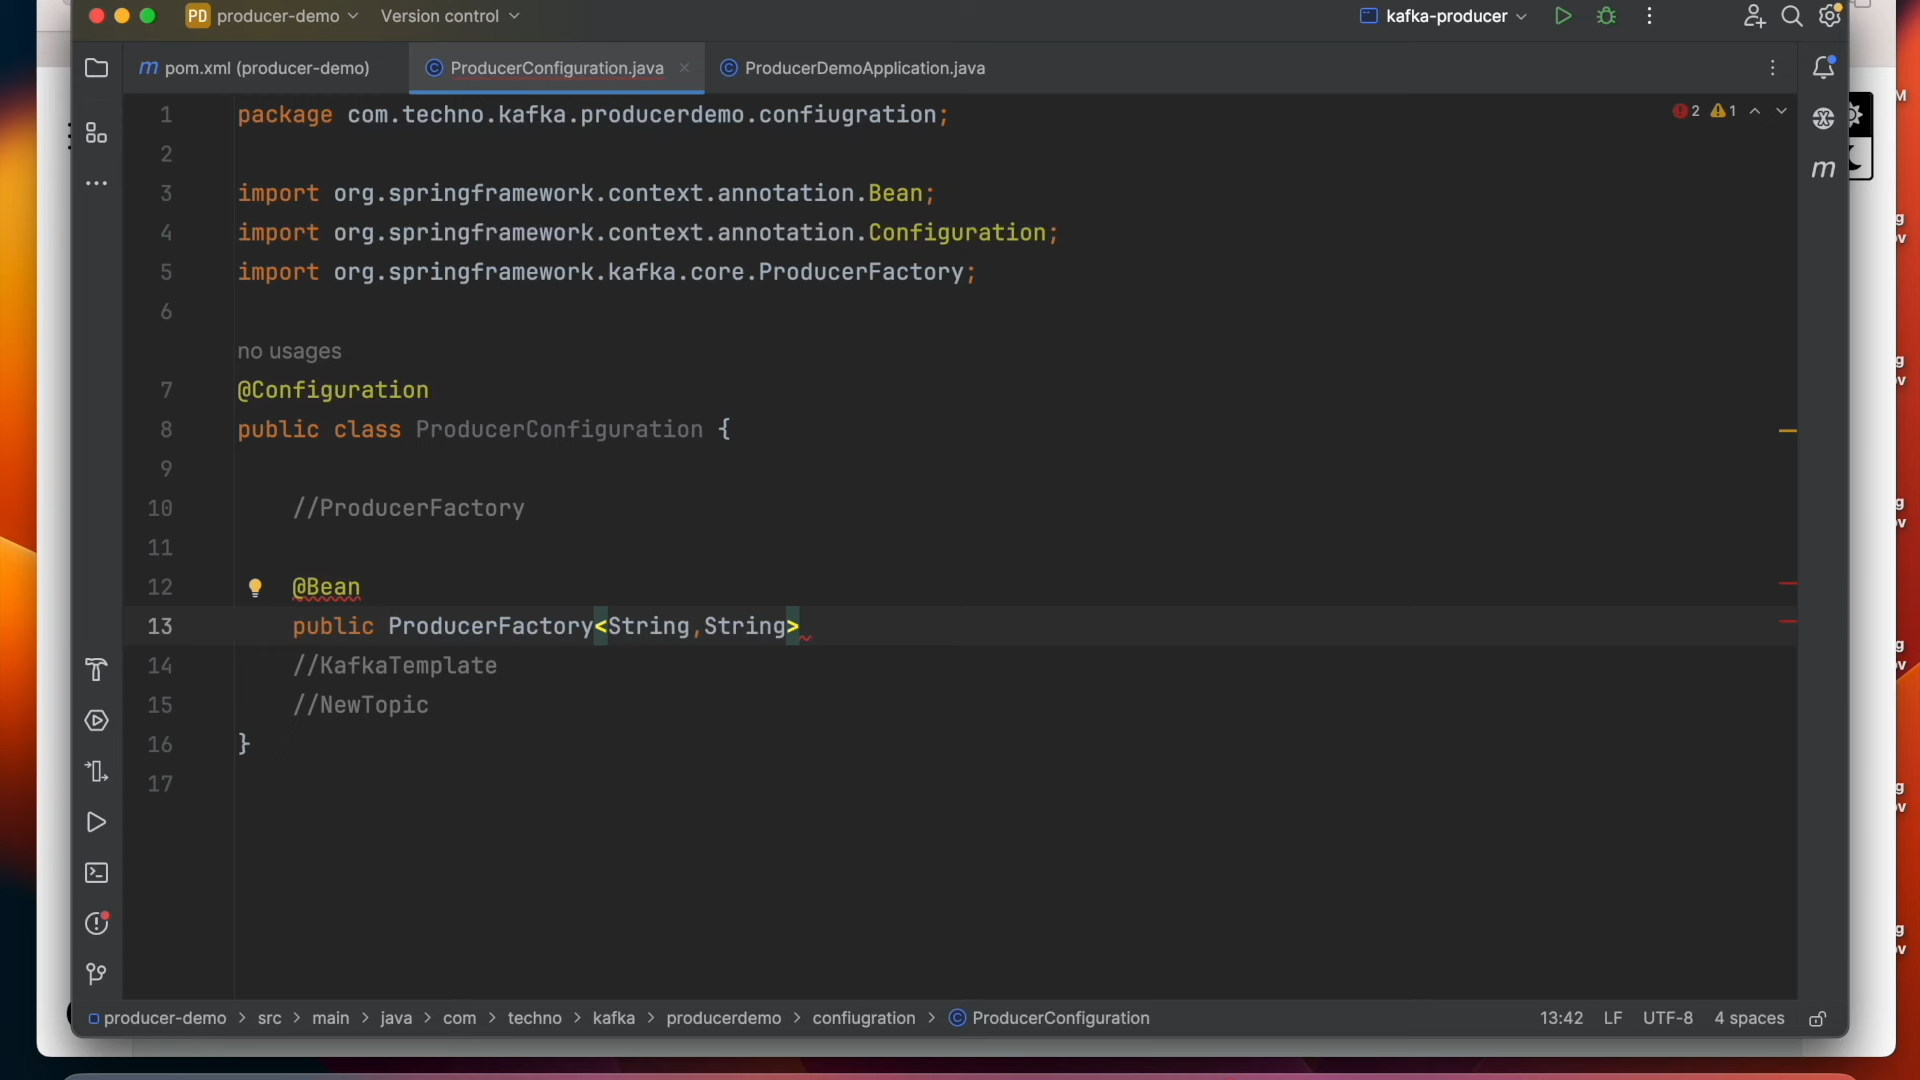 PD producer-demo Version control kafka-producer
m pom.xml (producer-demo) ProducerConfiguration.java ProducerDemoApplication.java
1 package com.techno.kafka.producerdemo.confiugration; 2 1
2
3 import org.springframework.context.annotation.Bean;
4 import org.springframework.context.annotation.Configuration;
5 import org.springframework.kafka.core.ProducerFactory;
6
no usages
7 @Configuration
8 public class ProducerConfiguration {
9
10 //ProducerFactory
11
12 @Bean
13 public ProducerFactory<String,String>
14 //KafkaTemplate
15 //NewTopic
16 }
17
producer-demo > src > main > java > com > techno > kafka > producerdemo > confiugration > ProducerConfiguration 13:42 LF UTF-8 4 spaces